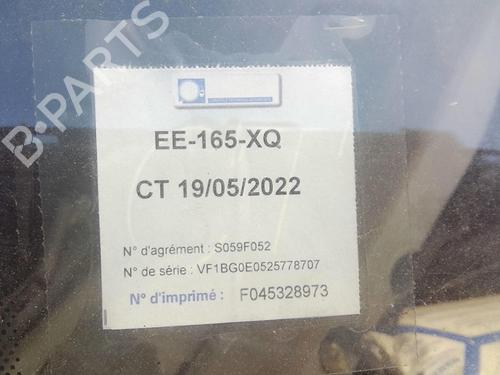 B-PARTS
EE-165-XQ
CT 19/05/2022
N° d'agrément : S059F052
N° de série : VF1BG0E0525778707
N° d'imprimé : F045328973